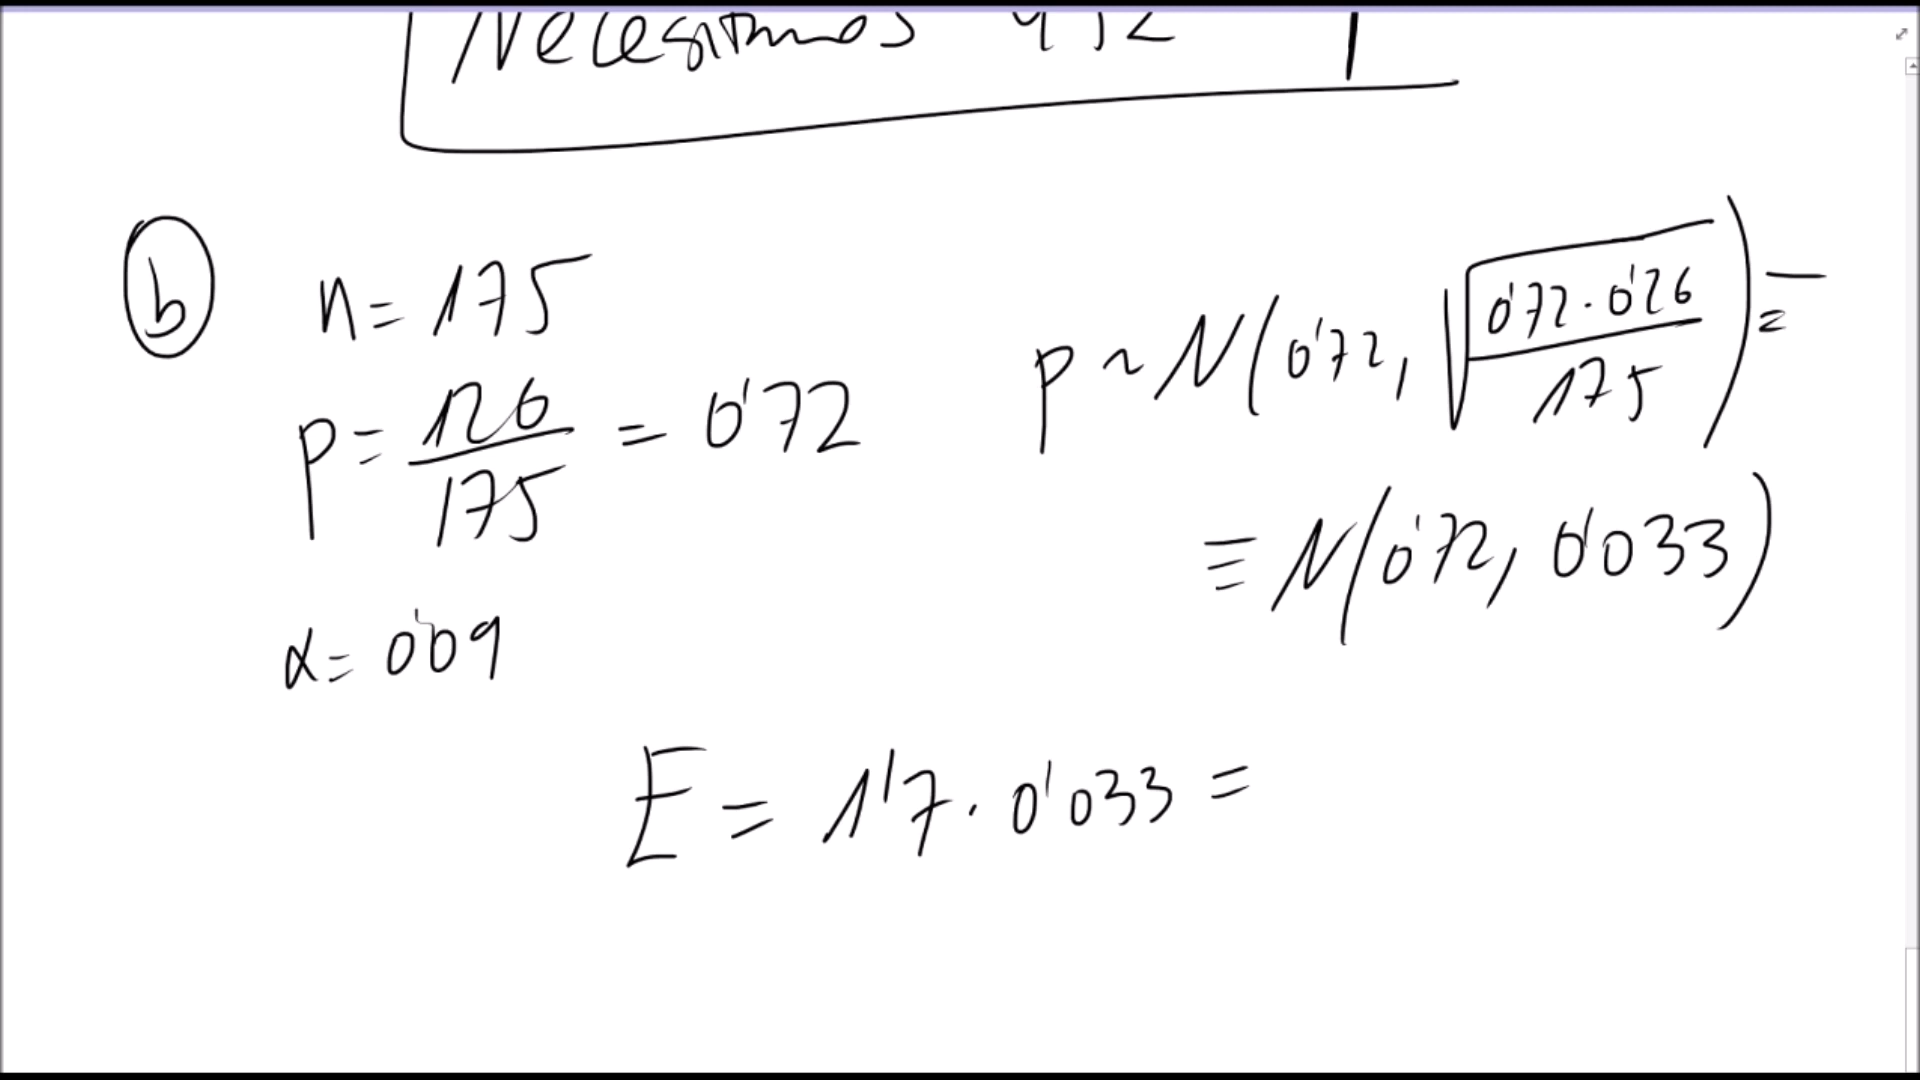 Necesitamos
b
n = 175
p = 126/175 = 0'72
α = 0'09
p ~ N(0'72, √(0'72 · 0'26 / 175)) =
≡ N(0'72, 0'033)
E = 1'7 · 0'033 =